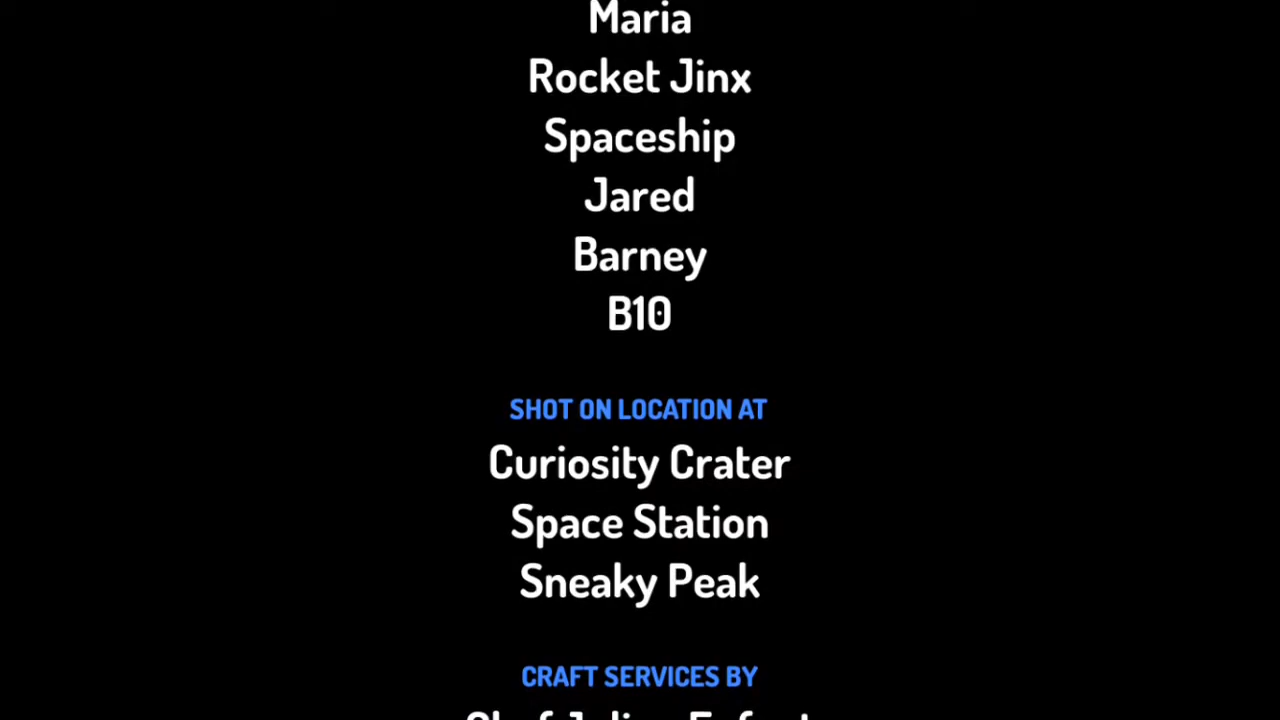 Maria
Rocket Jinx
Spaceship
Jared
Barney
B10
SHOT ON LOCATION AT
Curiosity Crater
Space Station
Sneaky Peak
CRAFT SERVICES BY
Chef